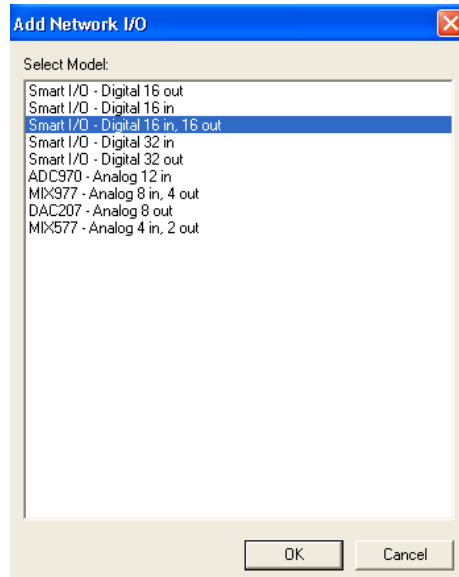 Add Network I/O
Select Model:
Smart I/O - Digital 16 out
Smart I/O - Digital 16 in
Smart I/O - Digital 16 in, 16 out
Smart I/O - Digital 32 in
Smart I/O - Digital 32 out
ADC970 - Analog 12 in
MIX977 - Analog 8 in, 4 out
DAC207 - Analog 8 out
MIX577 - Analog 4 in, 2 out
OK
Cancel